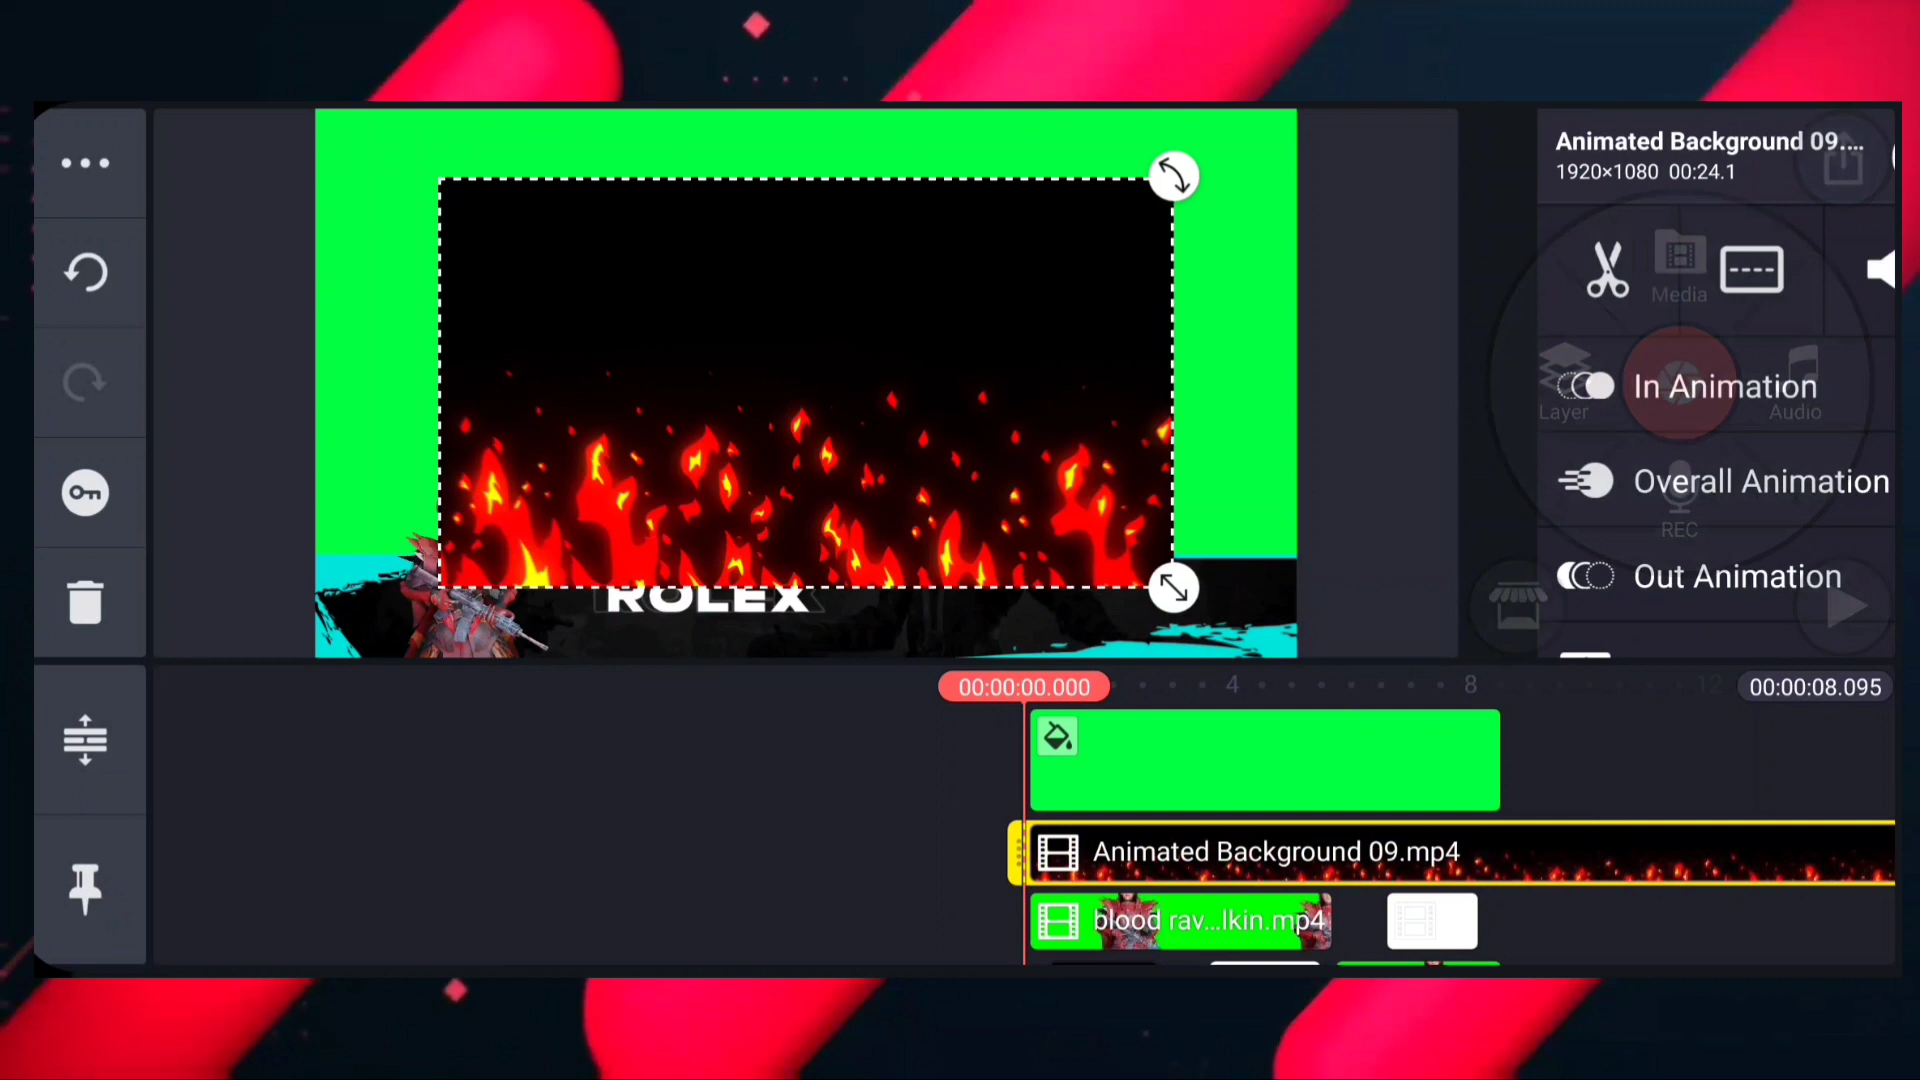 Animated Background 09....
1920×1080 00:24.1
Media
In Animation
Layer
Audio
Overall Animation
REC
Out Animation
ROLEX
00:00:00.000
4
8
12
00:00:08.095
Animated Background 09.mp4
blood rav...lkin.mp4